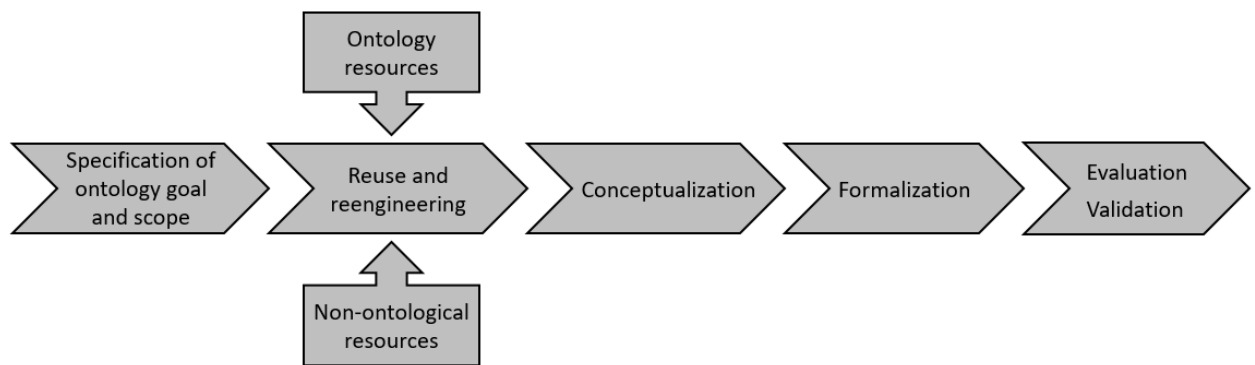 Ontology
resources
Specification of
ontology goal
and scope
Reuse and
reengineering
Conceptualization
Formalization
Evaluation
Validation
Non-ontological
resources